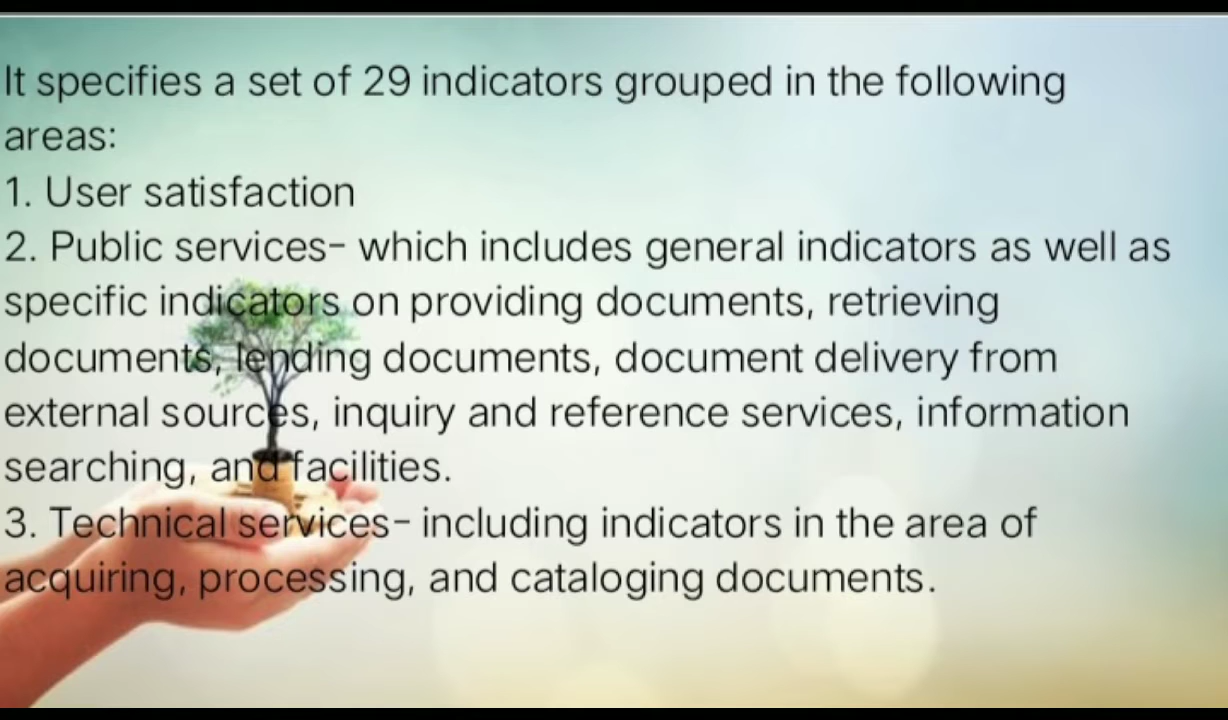 It specifies a set of 29 indicators grouped in the following
areas:
1. User satisfaction
2. Public services- which includes general indicators as well as
specific indicators on providing documents, retrieving
documents, lending documents, document delivery from
external sources, inquiry and reference services, information
searching, and facilities.
3. Technical services- including indicators in the area of
acquiring, processing, and cataloging documents.